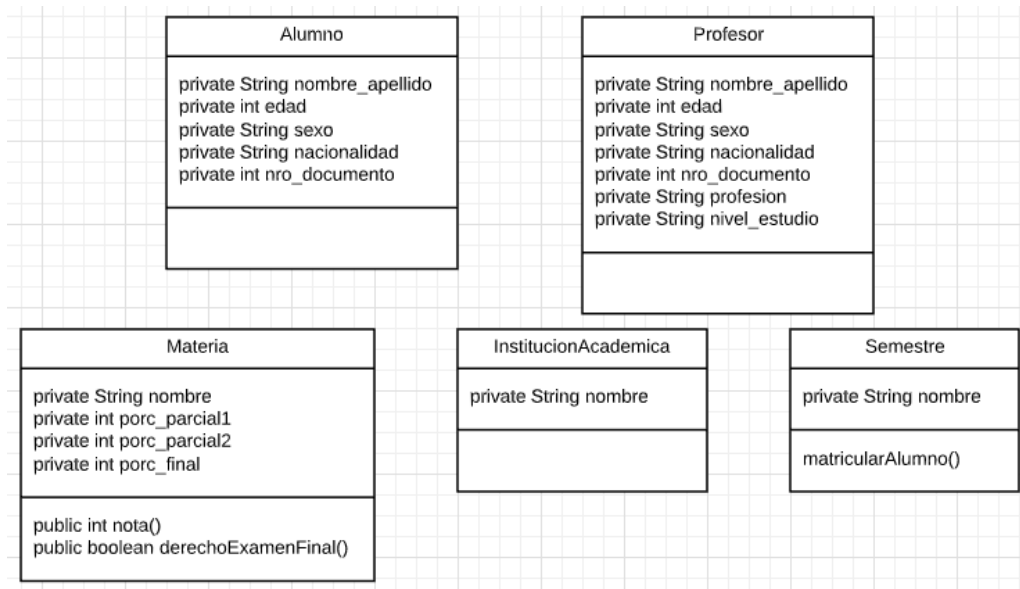 Alumno
private String nombre_apellido
private int edad
private String sexo
private String nacionalidad
private int nro_documento
Profesor
private String nombre_apellido
private int edad
private String sexo
private String nacionalidad
private int nro_documento
private String profesion
private String nivel_estudio
Materia
private String nombre
private int porc_parcial1
private int porc_parcial2
private int porc_final
public int nota()
public boolean derechoExamenFinal()
InstitucionAcademica
private String nombre
Semestre
private String nombre
matricularAlumno()